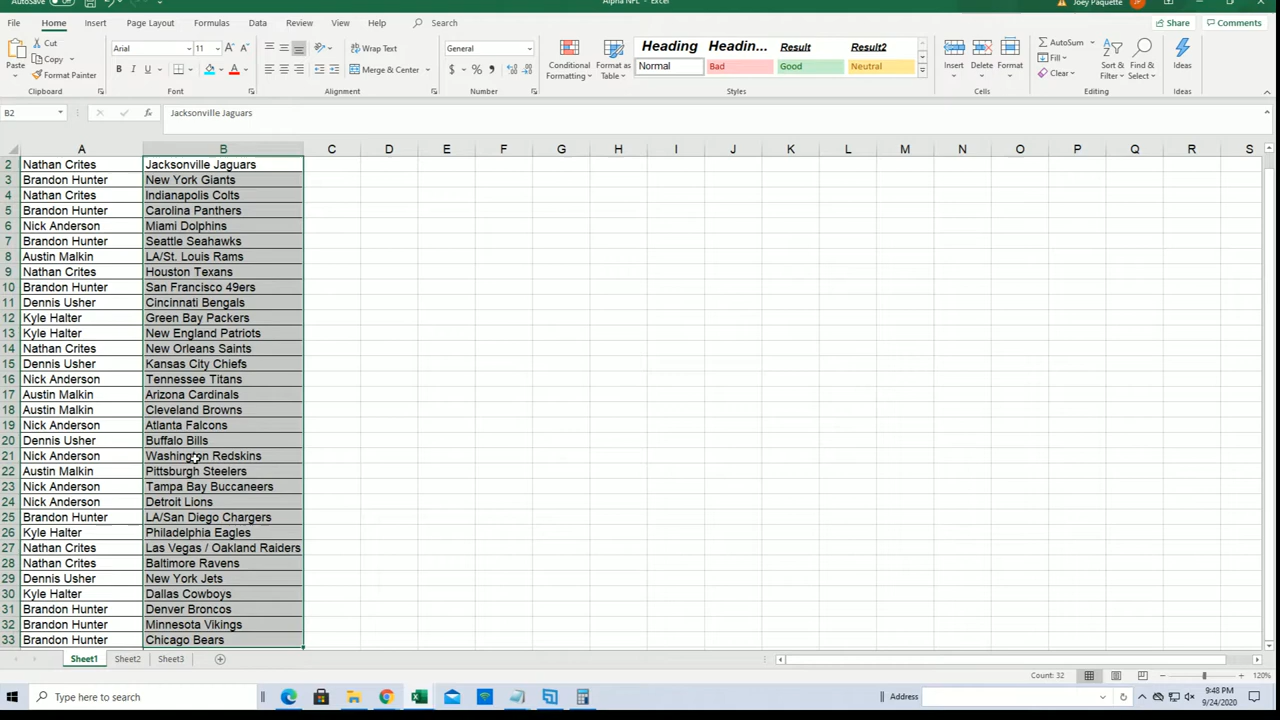 AutoSave Off Alpha NFL - Excel Joey Paquette JP
File Home Insert Page Layout Formulas Data Review View Help Search Share Comments
Paste Cut Copy Format Painter Clipboard
Arial 11 A A B I U A Font
Wrap Text Merge & Center Alignment
General $ % , Number
Conditional Formatting Format as Table
Heading Headin... Result Result2
Normal Bad Good Neutral
Styles
Insert Delete Format Cells
AutoSum Fill Clear Sort & Filter Find & Select Editing
Ideas Ideas
B2 fx Jacksonville Jaguars
A B C D E F G H I J K L M N O P Q R S
2 Nathan Crites Jacksonville Jaguars
3 Brandon Hunter New York Giants
4 Nathan Crites Indianapolis Colts
5 Brandon Hunter Carolina Panthers
6 Nick Anderson Miami Dolphins
7 Brandon Hunter Seattle Seahawks
8 Austin Malkin LA/St. Louis Rams
9 Nathan Crites Houston Texans
10 Brandon Hunter San Francisco 49ers
11 Dennis Usher Cincinnati Bengals
12 Kyle Halter Green Bay Packers
13 Kyle Halter New England Patriots
14 Nathan Crites New Orleans Saints
15 Dennis Usher Kansas City Chiefs
16 Nick Anderson Tennessee Titans
17 Austin Malkin Arizona Cardinals
18 Austin Malkin Cleveland Browns
19 Nick Anderson Atlanta Falcons
20 Dennis Usher Buffalo Bills
21 Nick Anderson Washington Redskins
22 Austin Malkin Pittsburgh Steelers
23 Nick Anderson Tampa Bay Buccaneers
24 Nick Anderson Detroit Lions
25 Brandon Hunter LA/San Diego Chargers
26 Kyle Halter Philadelphia Eagles
27 Nathan Crites Las Vegas / Oakland Raiders
28 Nathan Crites Baltimore Ravens
29 Dennis Usher New York Jets
30 Kyle Halter Dallas Cowboys
31 Brandon Hunter Denver Broncos
32 Brandon Hunter Minnesota Vikings
33 Brandon Hunter Chicago Bears
Sheet1 Sheet2 Sheet3
Count: 32 120%
Type here to search Address 9:48 PM
9/24/2020